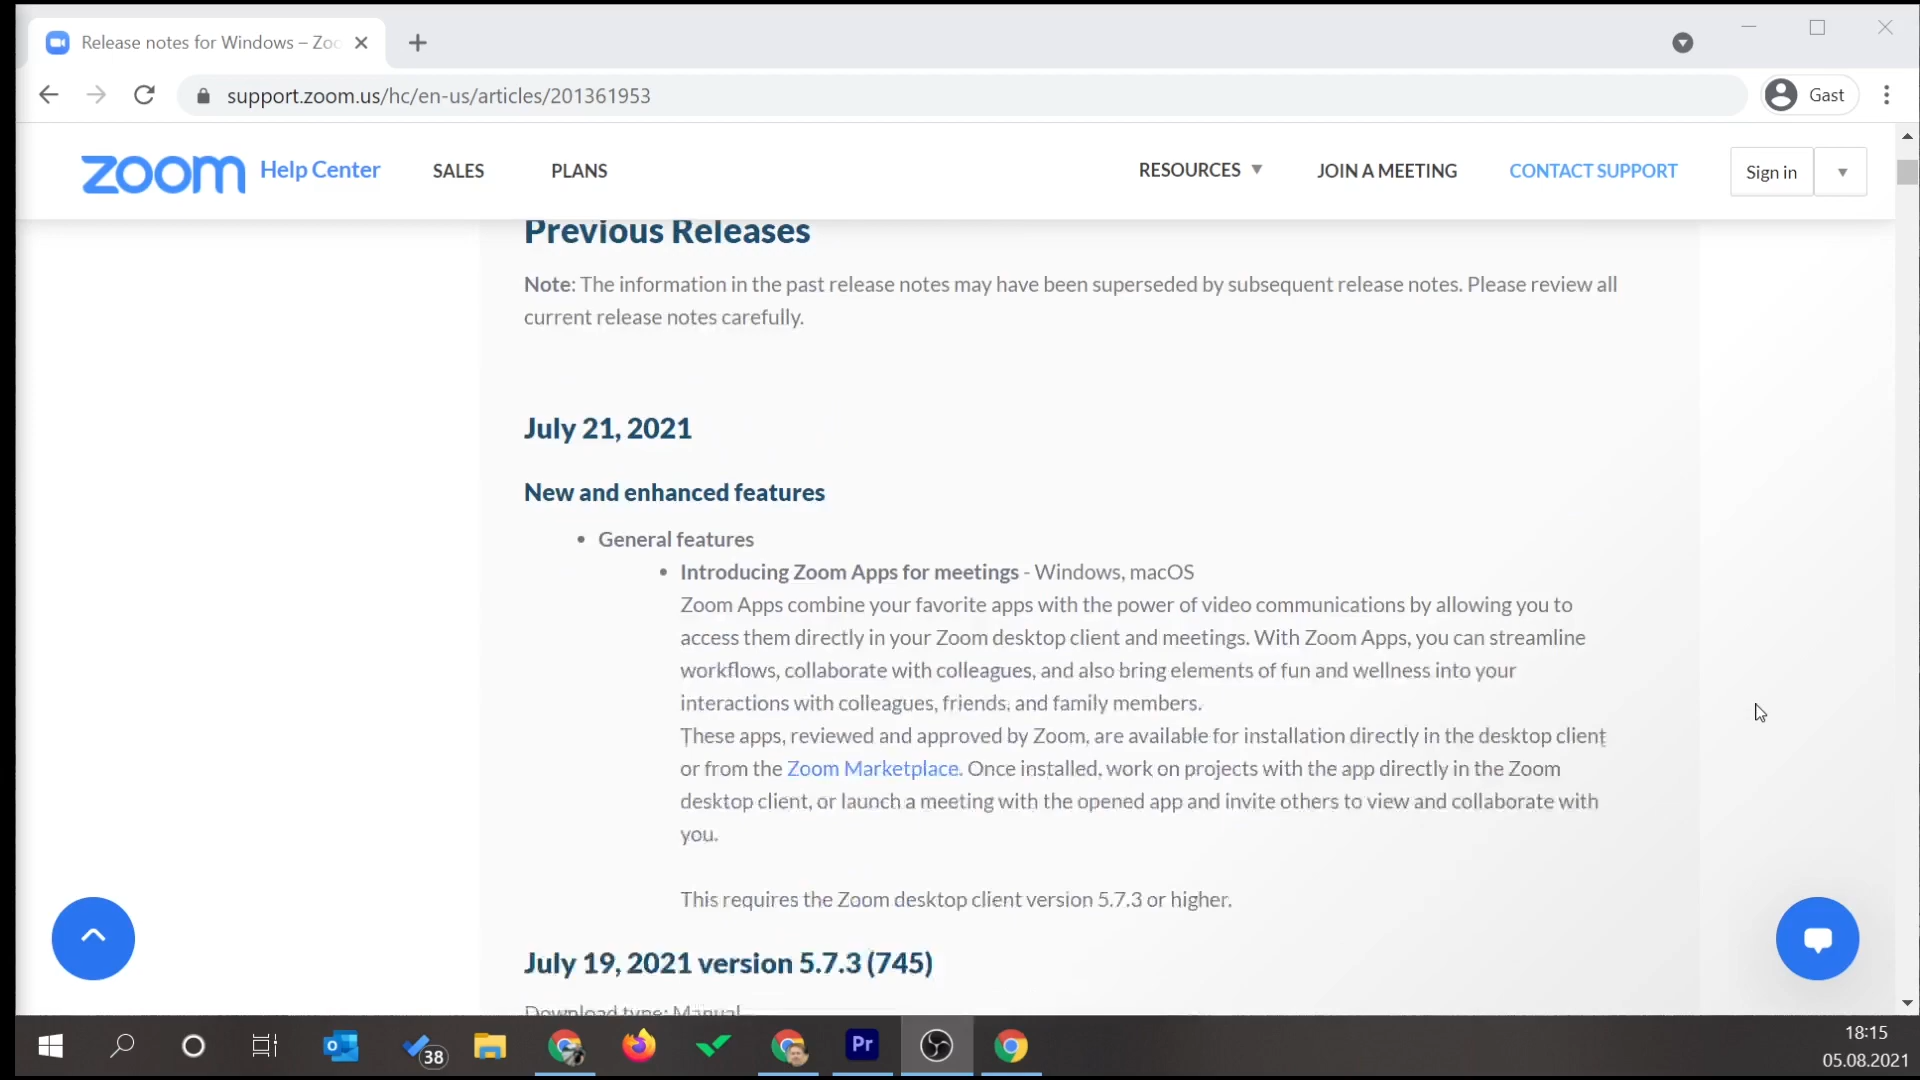 Release notes for Windows – Zoo
support.zoom.us/hc/en-us/articles/201361953
Gast
zoom Help Center
SALES
PLANS
RESOURCES
JOIN A MEETING
CONTACT SUPPORT
Sign in
Previous Releases
Note: The information in the past release notes may have been superseded by subsequent release notes. Please review all
current release notes carefully.
July 21, 2021
New and enhanced features
General features
Introducing Zoom Apps for meetings - Windows, macOS
Zoom Apps combine your favorite apps with the power of video communications by allowing you to
access them directly in your Zoom desktop client and meetings. With Zoom Apps, you can streamline
workflows, collaborate with colleagues, and also bring elements of fun and wellness into your
interactions with colleagues, friends, and family members.
These apps, reviewed and approved by Zoom, are available for installation directly in the desktop client
or from the Zoom Marketplace. Once installed, work on projects with the app directly in the Zoom
desktop client, or launch a meeting with the opened app and invite others to view and collaborate with
you.
This requires the Zoom desktop client version 5.7.3 or higher.
July 19, 2021 version 5.7.3 (745)
Download type: Manual
38
Pr
18:15
05.08.2021